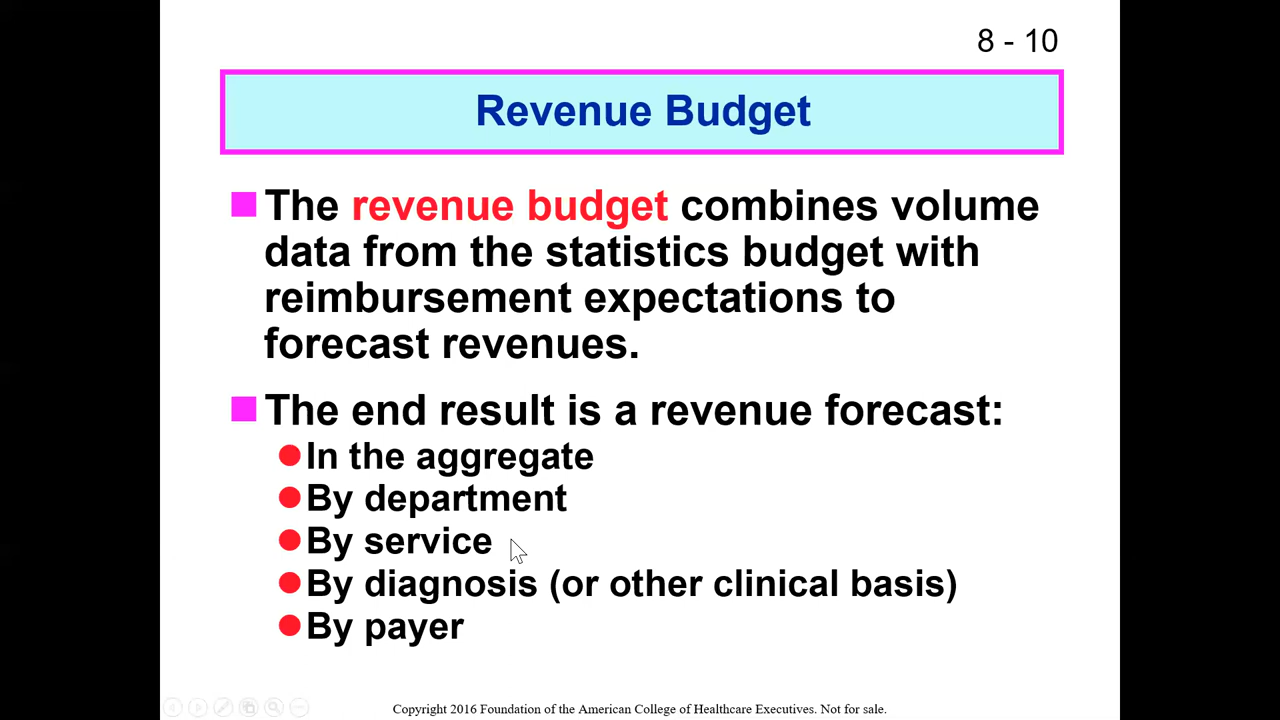 8 - 10
Revenue Budget
The revenue budget combines volume
data from the statistics budget with
reimbursement expectations to
forecast revenues.
The end result is a revenue forecast:
In the aggregate
By department
By service
By diagnosis (or other clinical basis)
By payer
Copyright 2016 Foundation of the American College of Healthcare Executives. Not for sale.